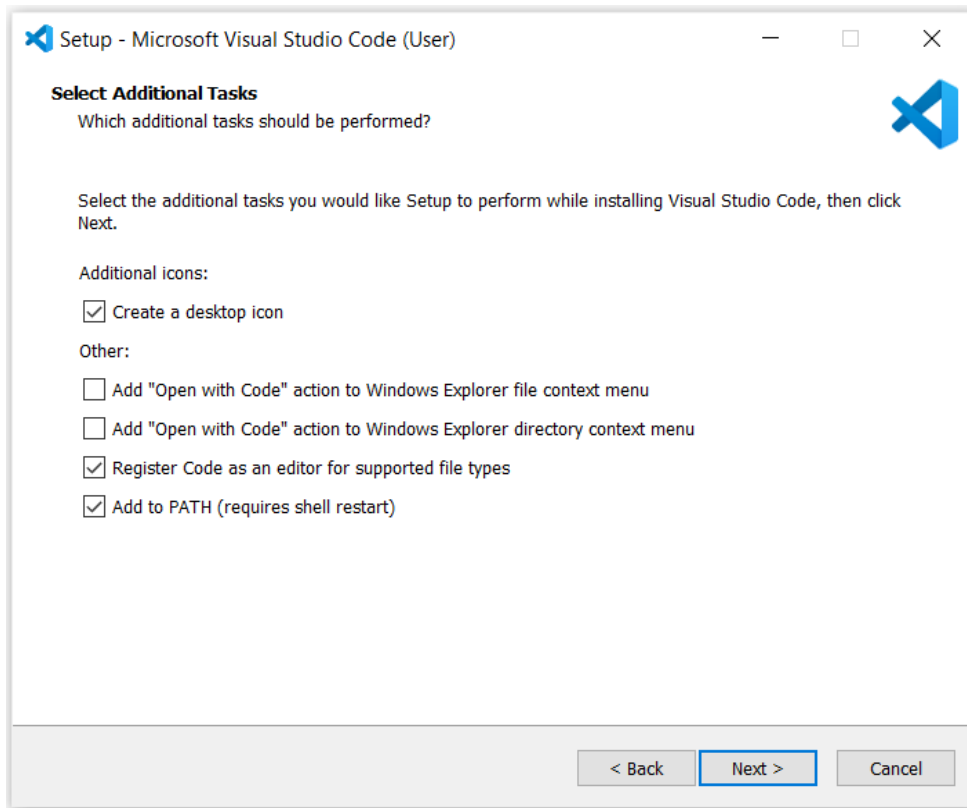 Setup - Microsoft Visual Studio Code (User)
Select Additional Tasks
Which additional tasks should be performed?
Select the additional tasks you would like Setup to perform while installing Visual Studio Code, then click
Next.
Additional icons:
Create a desktop icon
Other:
Add "Open with Code" action to Windows Explorer file context menu
Add "Open with Code" action to Windows Explorer directory context menu
Register Code as an editor for supported file types
Add to PATH (requires shell restart)
< Back
Next >
Cancel